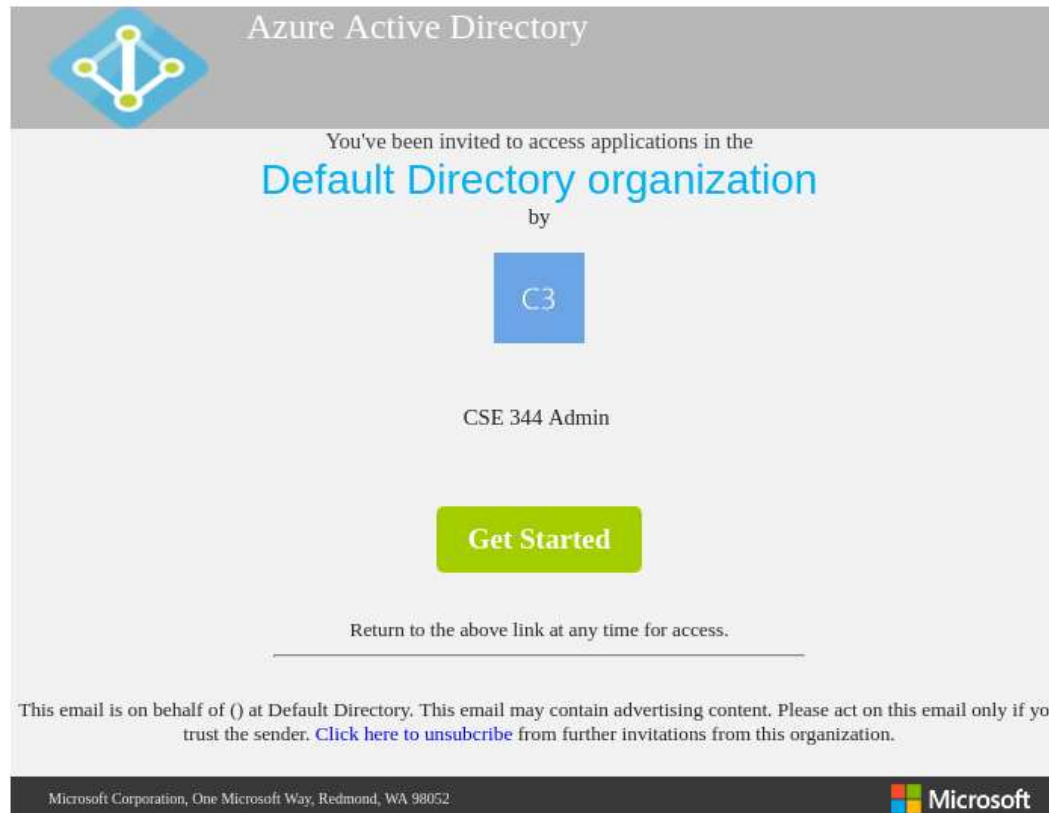 Azure Active Directory
You've been invited to access applications in the
Default Directory organization
by
C3
CSE 344 Admin
Get Started
Return to the above link at any time for access.
This email is on behalf of () at Default Directory. This email may contain advertising content. Please act on this email only if yo
trust the sender. Click here to unsubcribe from further invitations from this organization.
Microsoft Corporation, One Microsoft Way, Redmond, WA 98052
Microsoft